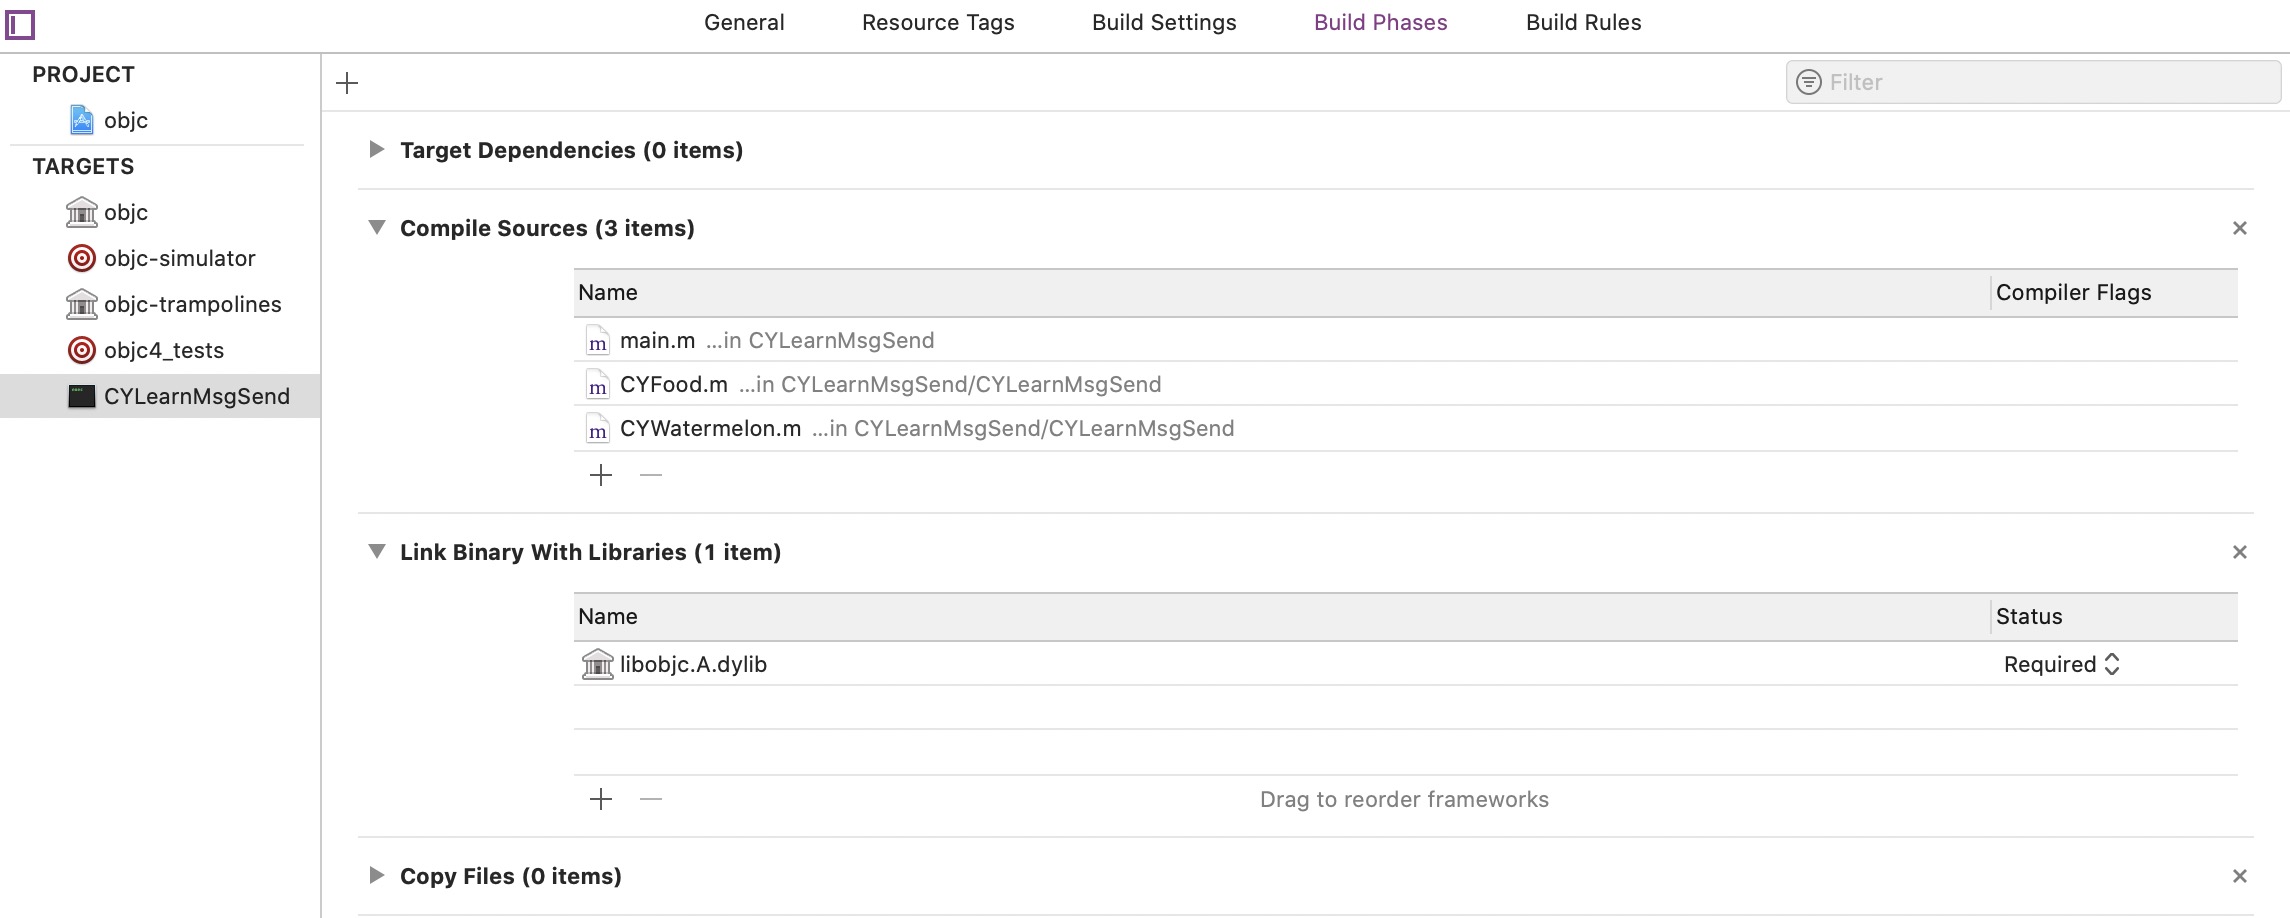 General Resource Tags Build Settings Build Phases Build Rules
PROJECT
objc
TARGETS
objc
objc-simulator
objc-trampolines
objc4_tests
CYLearnMsgSend
Filter
Target Dependencies (0 items)
Compile Sources (3 items)
Name Compiler Flags
main.m ...in CYLearnMsgSend
CYFood.m ...in CYLearnMsgSend/CYLearnMsgSend
CYWatermelon.m ...in CYLearnMsgSend/CYLearnMsgSend
Link Binary With Libraries (1 item)
Name Status
libobjc.A.dylib Required
Drag to reorder frameworks
Copy Files (0 items)